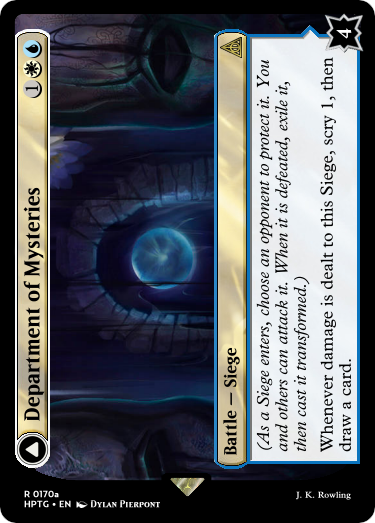 Department of Mysteries
1
Battle — Siege
(As a Siege enters, choose an opponent to protect it. You
and others can attack it. When it is defeated, exile it,
then cast it transformed.)
Whenever damage is dealt to this Siege, scry 1, then
draw a card.
4
R 0170a
HPTG • EN DYLAN PIERPONT
J. K. Rowling